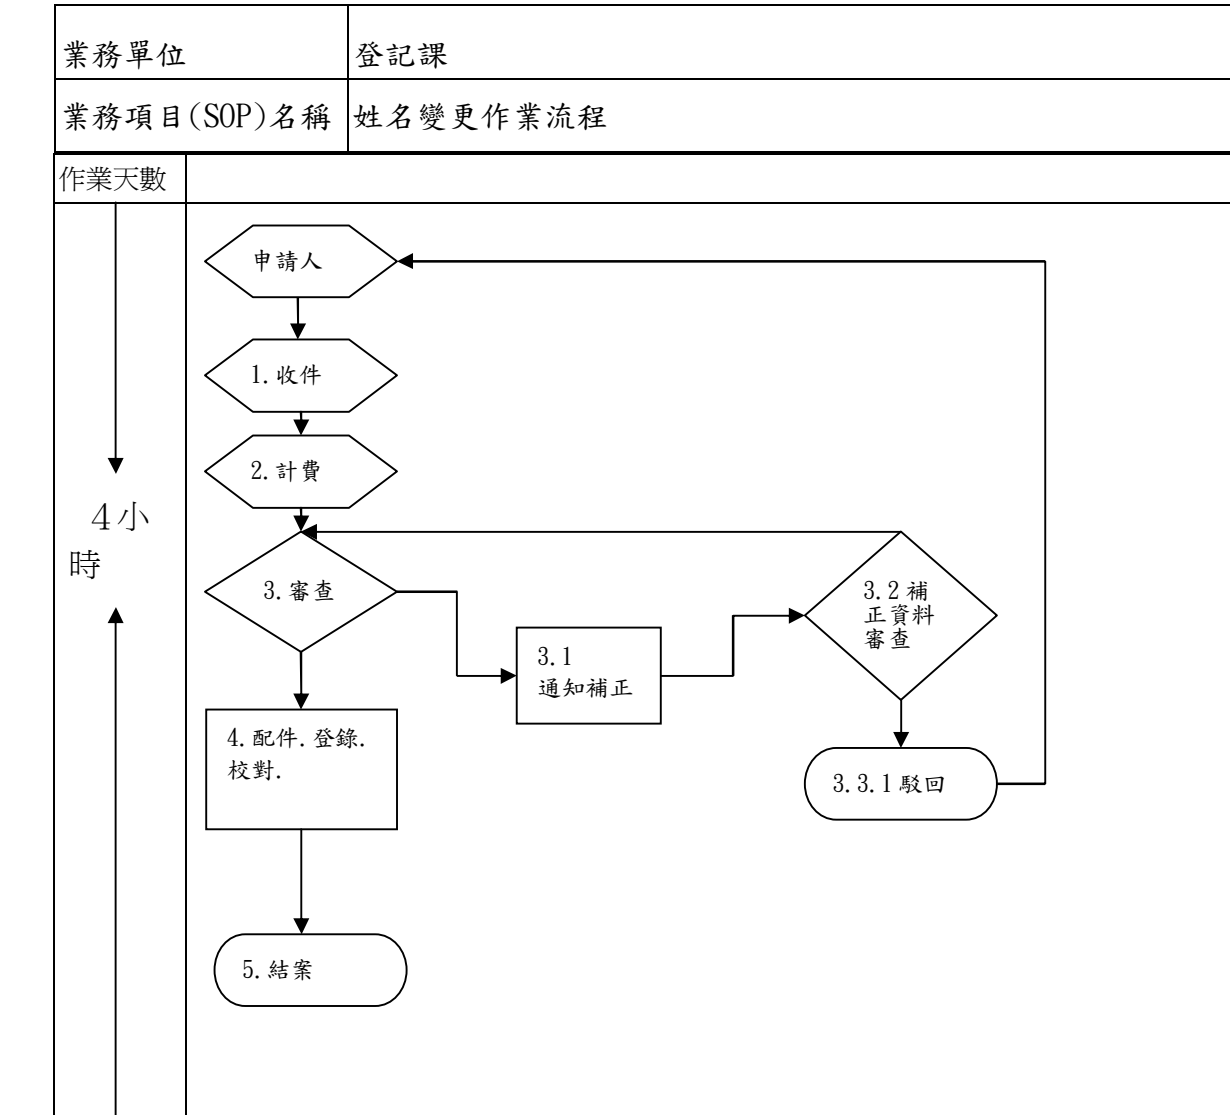 業務單位
登記課
業務項目(SOP)名稱
姓名變更作業流程
作業天數
申請人
1.收件
2.計費
4小
時
3.審查
3.1
通知補正
3.2補
正資料
審查
4.配件.登錄.
校對.
3.3.1駁回
5.結案